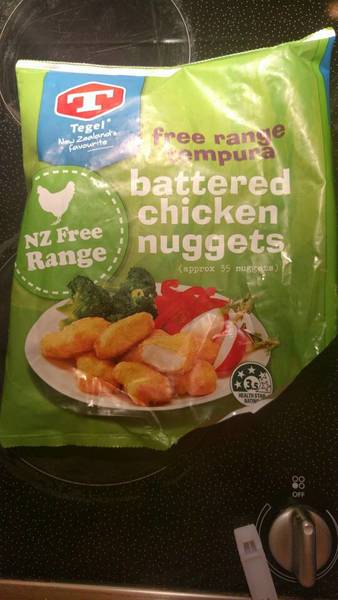 T
Tegel
New Zealand's
favourite
free range
tempura
battered
chicken
nuggets
(approx 35 nuggets)
NZ Free
Range
3.5
HEALTH STAR
RATING
OFF